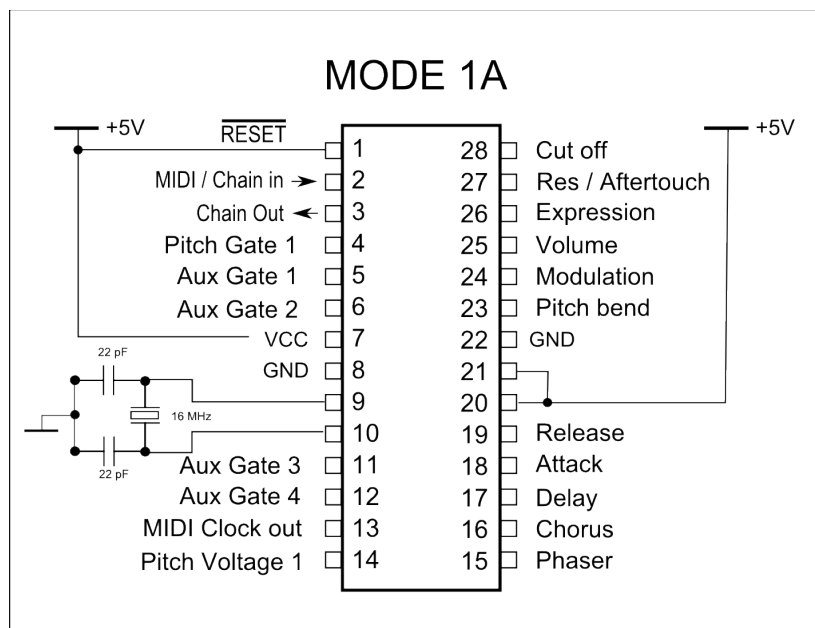 MODE 1A
+5V
RESET
+5V
1
28 Cut off
MIDI / Chain in 2
27 Res / Aftertouch
Chain Out 3
26 Expression
Pitch Gate 1 4
25 Volume
Aux Gate 1 5
24 Modulation
Aux Gate 2 6
23 Pitch bend
VCC 7
22 GND
22 pF
GND 8
21
9
20
16 MHz
10
19 Release
22 pF
Aux Gate 3 11
18 Attack
Aux Gate 4 12
17 Delay
MIDI Clock out 13
16 Chorus
Pitch Voltage 1 14
15 Phaser